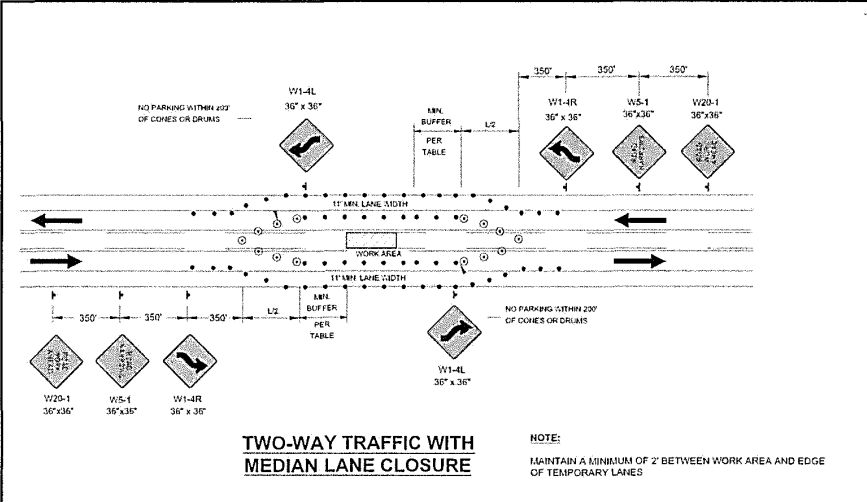 350'
350'
350'
W1-4L
36" x 36"
NO PARKING WITHIN 200'
OF CONES OR DRUMS
MIN.
BUFFER
PER
TABLE
L/2
W1-4R
36" x 36"
W5-1
36"x36"
W20-1
36"x36"
11' MIN. LANE WIDTH
WORK AREA
11' MIN. LANE WIDTH
350'
350'
350'
L/2
MIN.
BUFFER
PER
TABLE
NO PARKING WITHIN 200'
OF CONES OR DRUMS
W20-1
36"x36"
W5-1
36"x36"
W1-4R
36" x 36"
W1-4L
36" x 36"
TWO-WAY TRAFFIC WITH
MEDIAN LANE CLOSURE
NOTE:
MAINTAIN A MINIMUM OF 2' BETWEEN WORK AREA AND EDGE
OF TEMPORARY LANES